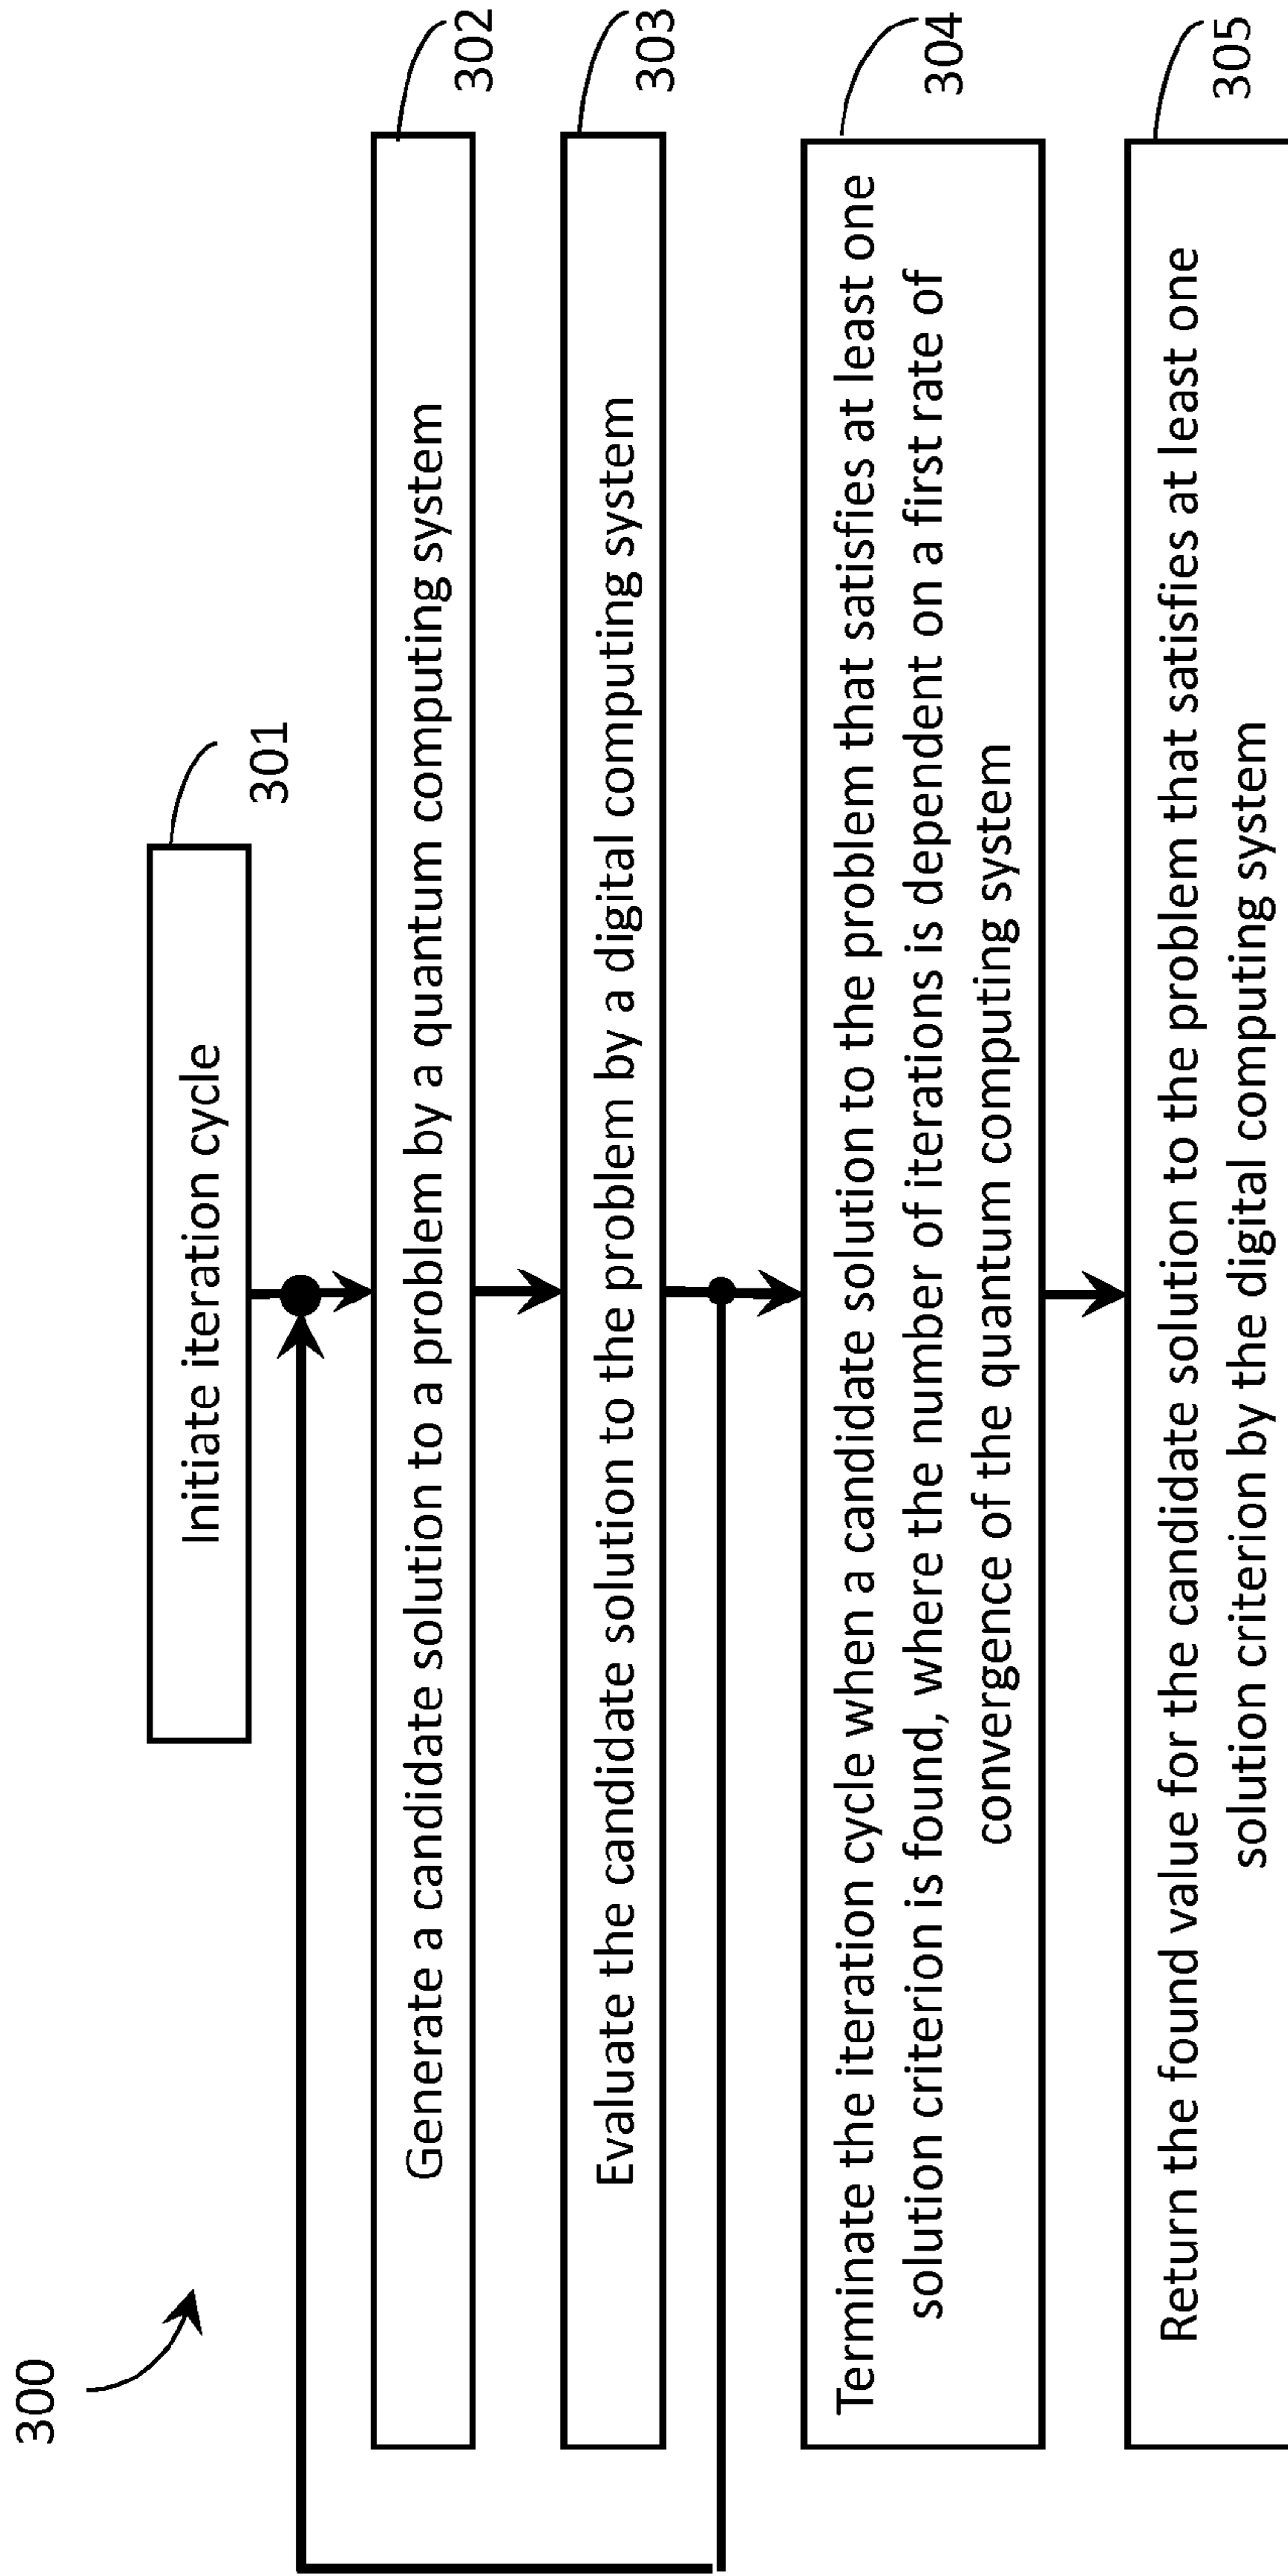 300
Initiate iteration cycle
301
Generate a candidate solution to a problem by a quantum computing system
302
Evaluate the candidate solution to the problem by a digital computing system
303
Terminate the iteration cycle when a candidate solution to the problem that satisfies at least one
solution criterion is found, where the number of iterations is dependent on a first rate of
convergence of the quantum computing system
304
Return the found value for the candidate solution to the problem that satisfies at least one
solution criterion by the digital computing system
305